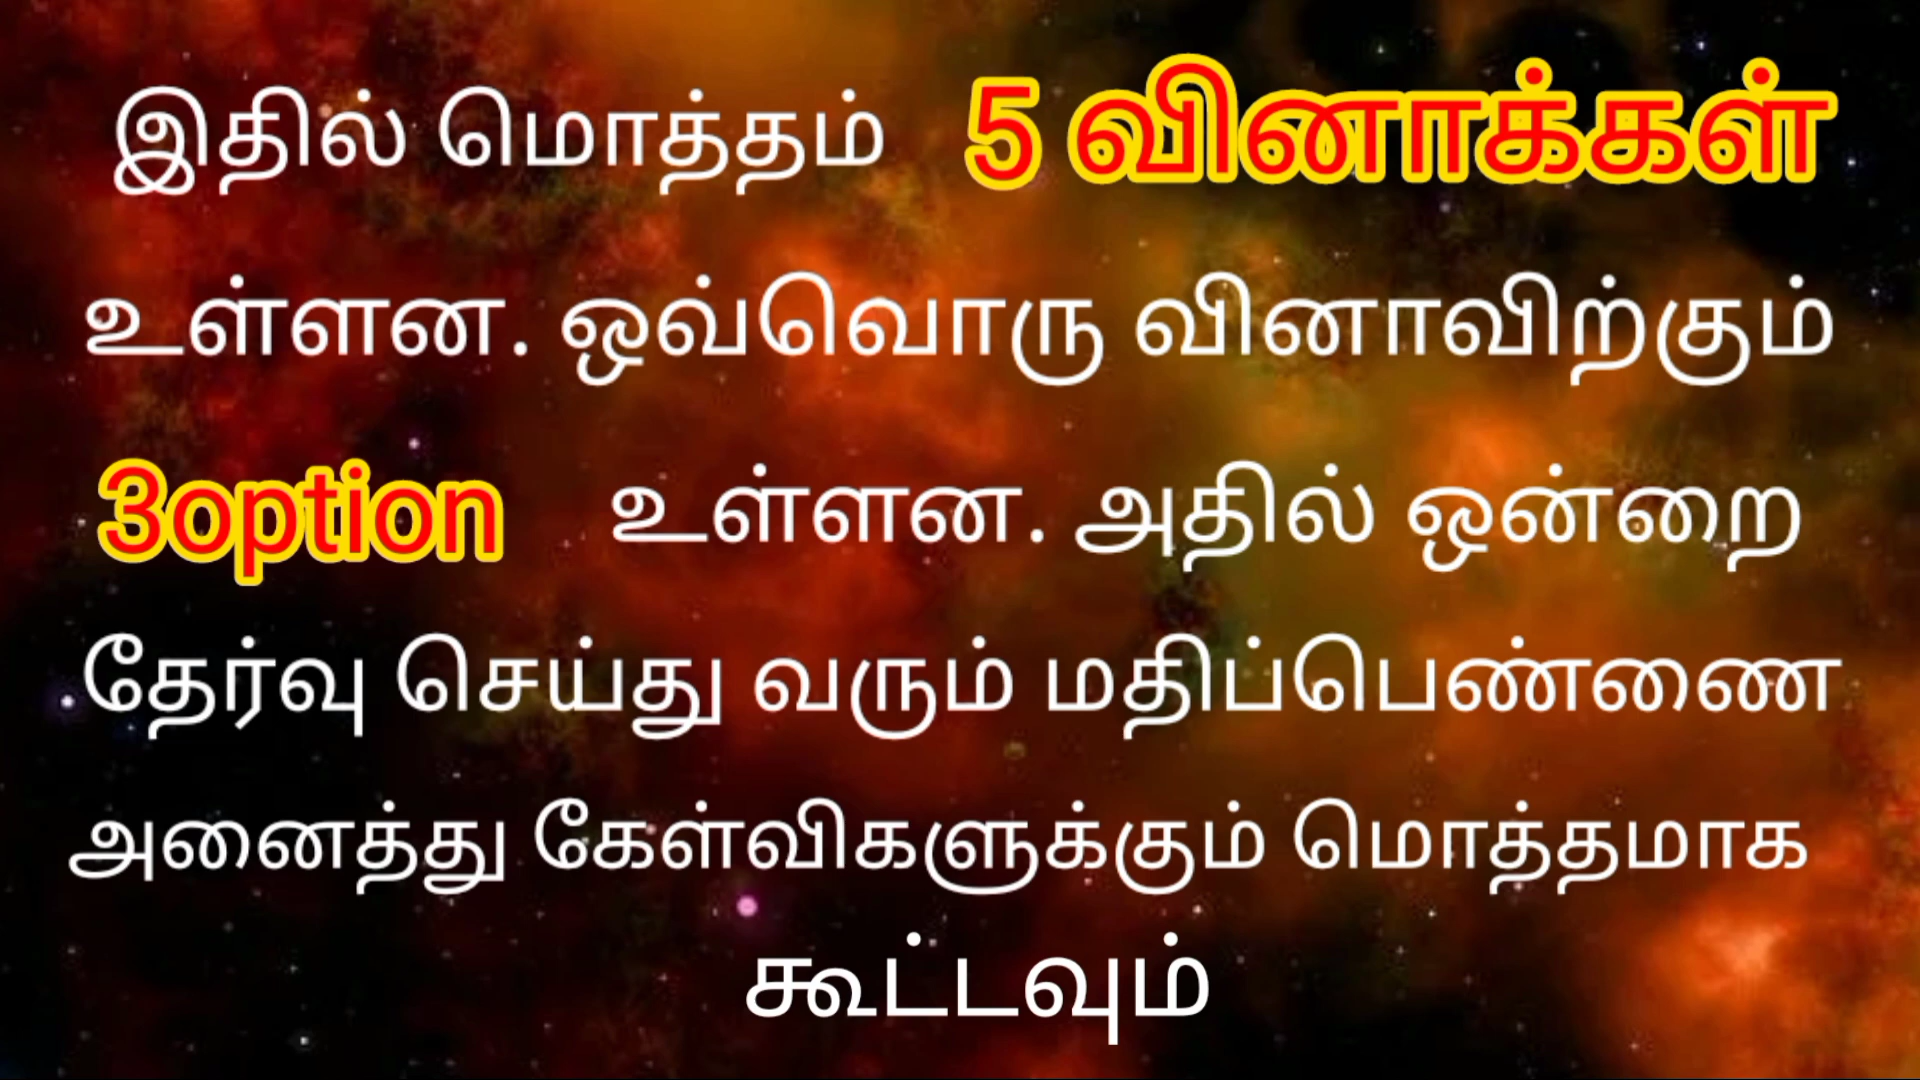 இதில் மொத்தம் 5 வினாக்கள்
உள்ளன. ஒவ்வொரு வினாவிற்கும்
3option உள்ளன. அதில் ஒன்றை
தேர்வு செய்து வரும் மதிப்பெண்ணை
அனைத்து கேள்விகளுக்கும் மொத்தமாக
கூட்டவும்